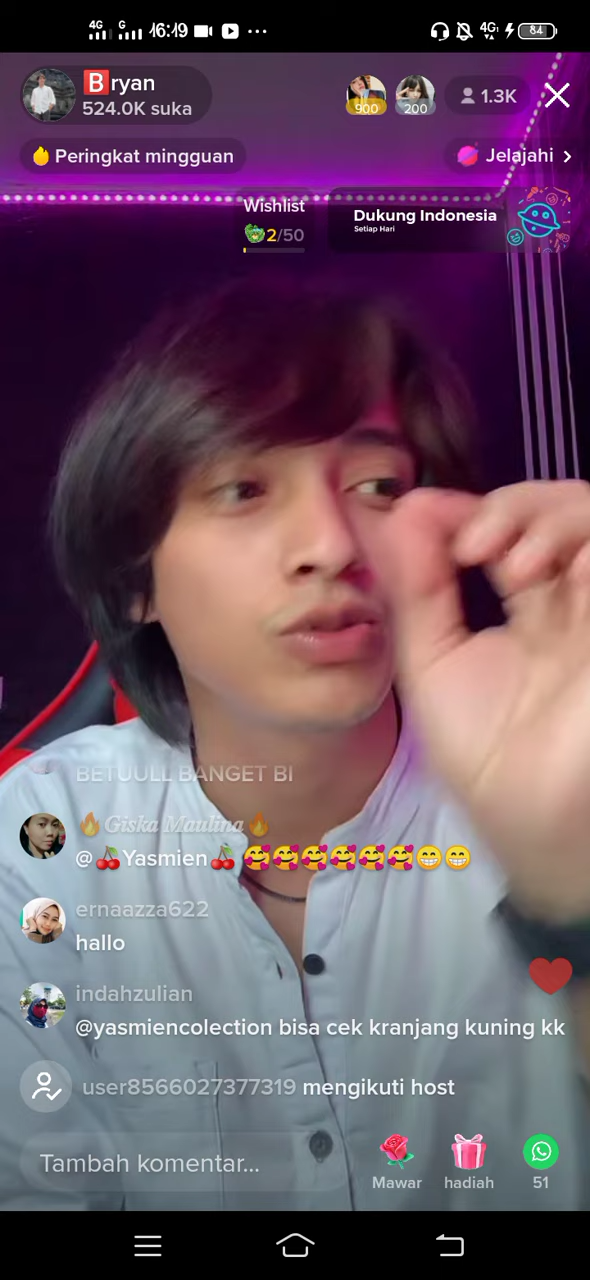 4G G 16:19 ... 4G 84
Bryan
524.0K suka
900
200
1.3K
Peringkat mingguan
Jelajahi >
Wishlist
2/50
Dukung Indonesia
Setiap Hari
BETUULL BANGET BI
🔥Giska Maulina🔥
@🍒Yasmien🍒 🥰🥰🥰🥰🥰🥰😁😁
ernaazza622
hallo
indahzulian
@yasmiencolection bisa cek kranjang kuning kk
user8566027377319 mengikuti host
Tambah komentar...
Mawar
hadiah
51